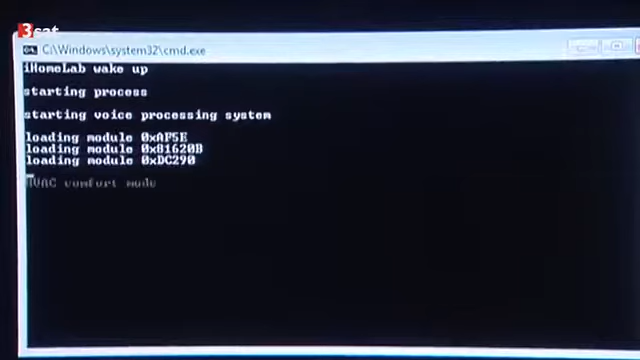 3sat
C:\Windows\system32\cmd.exe
iHomeLab wake up
starting process
starting voice processing system
loading module 0xAF5E
loading module 0x81620B
loading module 0xDC290
HVAC comfort mode